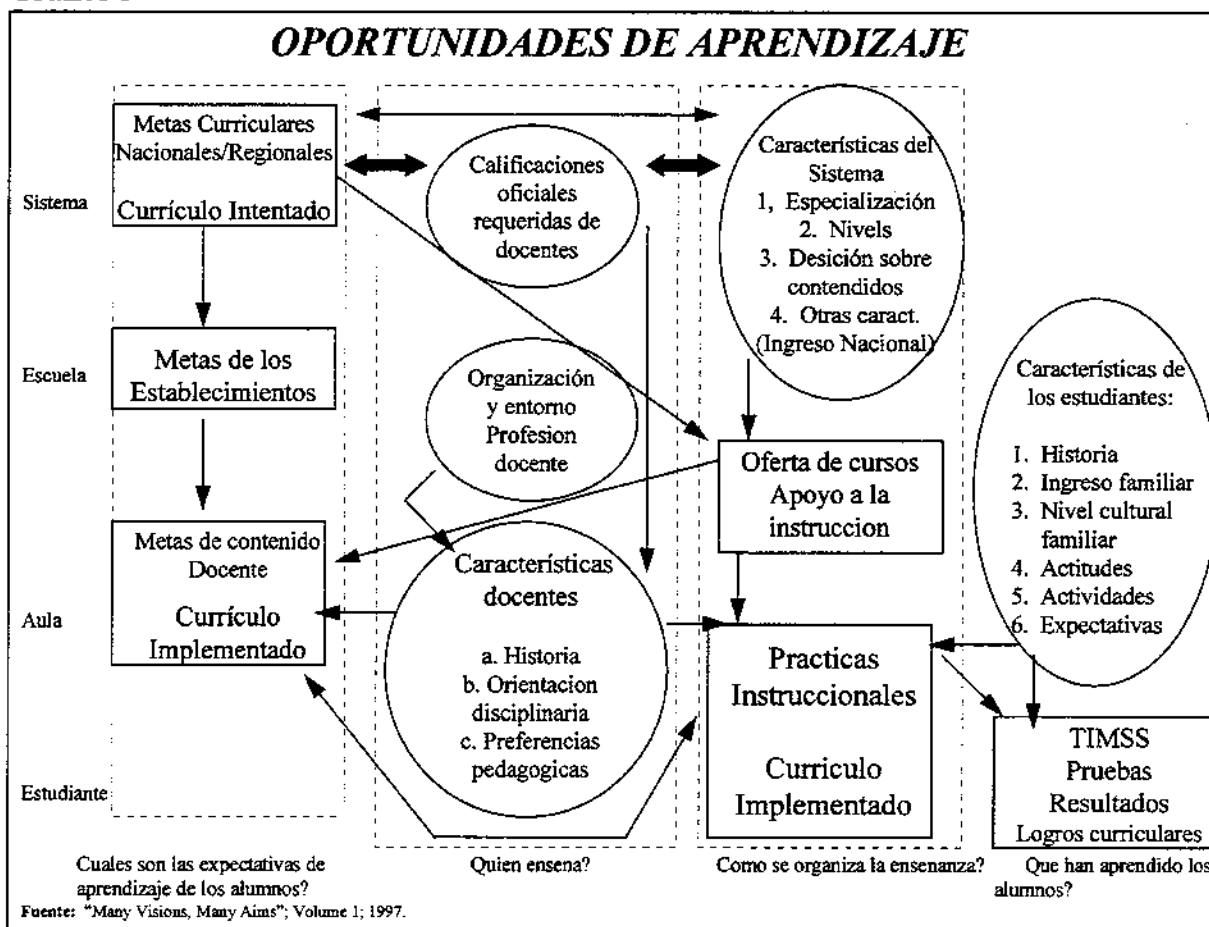 OPORTUNIDADES DE APRENDIZAJE
Sistema
Metas Curriculares
Nacionales/Regionales
Currículo Intentado
Calificaciones
oficiales
requeridas de
docentes
Características del
Sistema
1, Especialización
2. Nivels
3. Desición sobre
contendidos
4. Otras caract.
(Ingreso Nacional)
Escuela
Metas de los
Establecimientos
Organización
y entorno
Profesion
docente
Oferta de cursos
Apoyo a la
instruccion
Características de
los estudiantes:
1. Historia
2. Ingreso familiar
3. Nivel cultural
familiar
4. Actitudes
5. Actividades
6. Expectativas
Aula
Metas de contenido
Docente
Currículo
Implementado
Características
docentes
a. Historia
b. Orientacion
disciplinaria
c. Preferencias
pedagogicas
Practicas
Instruccionales
Curriculo
Implementado
Estudiante
TIMSS
Pruebas
Resultados
Logros curriculares
Cuales son las expectativas de
aprendizaje de los alumnos?
Quien ensena?
Como se organiza la ensenanza?
Que han aprendido los
alumnos?
Fuente: "Many Visions, Many Aims"; Volume 1; 1997.